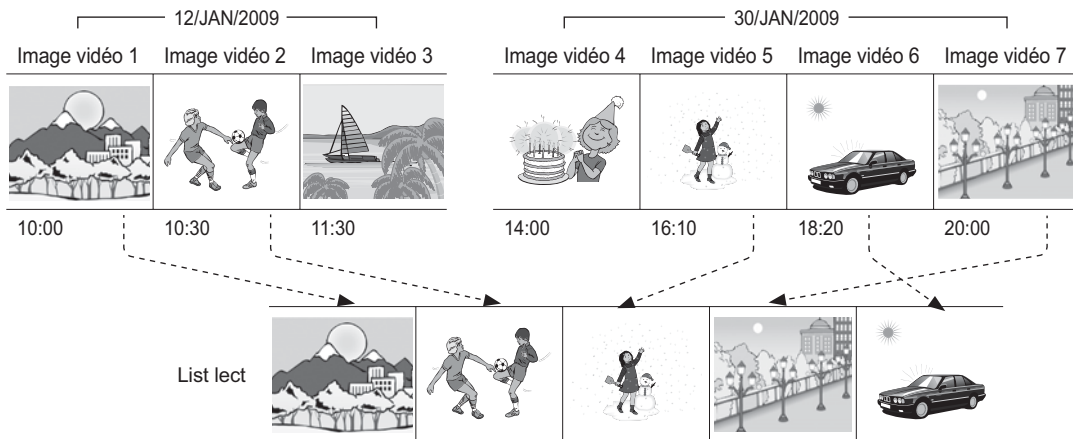 12/JAN/2009 30/JAN/2009
Image vidéo 1 Image vidéo 2 Image vidéo 3 Image vidéo 4 Image vidéo 5 Image vidéo 6 Image vidéo 7
10:00 10:30 11:30 14:00 16:10 18:20 20:00
List lect